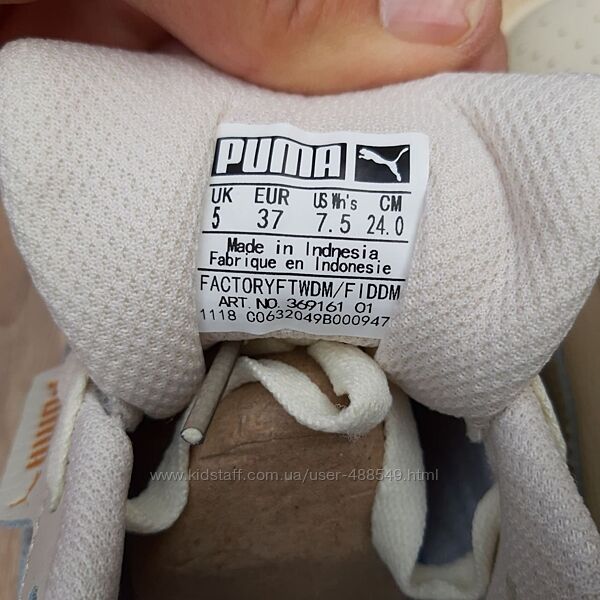 PUMA
UK EUR US Wn's CM
5 37 7.5 24.0
Made in Indnesia
Fabrique en Indonesie
FACTORYFTWDM/FIDDM
ART. NO. 369161 01
1118 C0632049B000947
www.kidstaff.com.ua/user-488549.html
PUMA